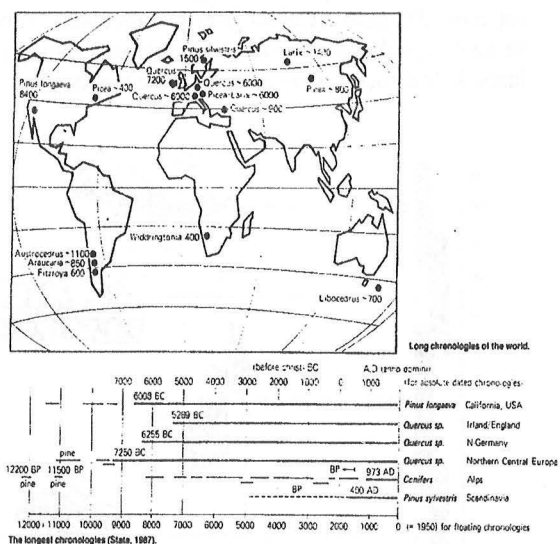 Pinus silvistris
1500
Larix ~ 1400
Pinus longaeva
8400
Picea ~ 400
Quercus
7200
Quercus ~ 6000
Quercus ~ 6000
Picea-Larix ~ 6000
Picea ~ 800
Quercus ~ 900
Widdringtonia 400
Austrocedrus ~1100
Araucaria ~ 850
Fitzroya 600
Libocedrus ~ 700
Long chronologies of the world.
(before christ) BC A.D (anno domini)
7000 6000 5000 4000 3000 2000 1000 0 1000 (for absolute dated chronologies)
6003 BC Pinus longaeva California, USA
5289 BC Quercus sp. Irland/England
6255 BC Quercus sp. N-Germany
pine 7250 BC Quercus sp. Northern Central Europe
12200 BP 11500 BP BP 973 AD Conifers Alps
pine pine
BP 400 AD Pinus sylvestris Scandinavia
12000 11000 10000 9000 8000 7000 6000 5000 4000 3000 2000 1000 0 (= 1950) for floating chronologies
The longest chronologies (State, 1987).